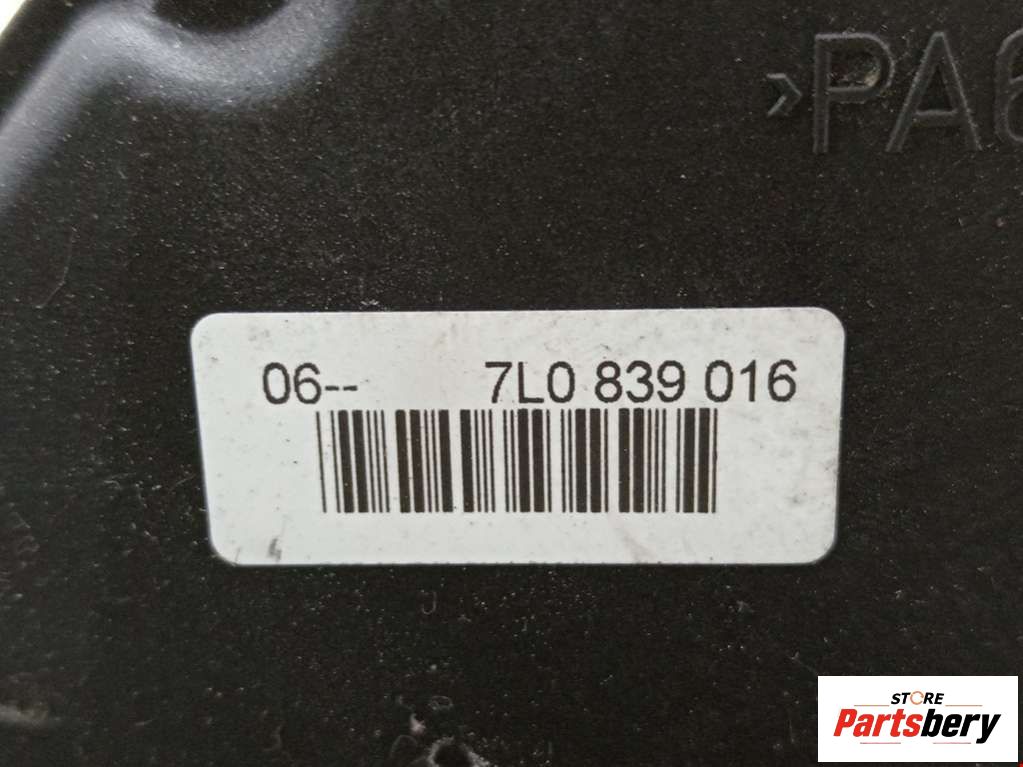 >PA6
06-- 7L0 839 016
STORE
Partsbery